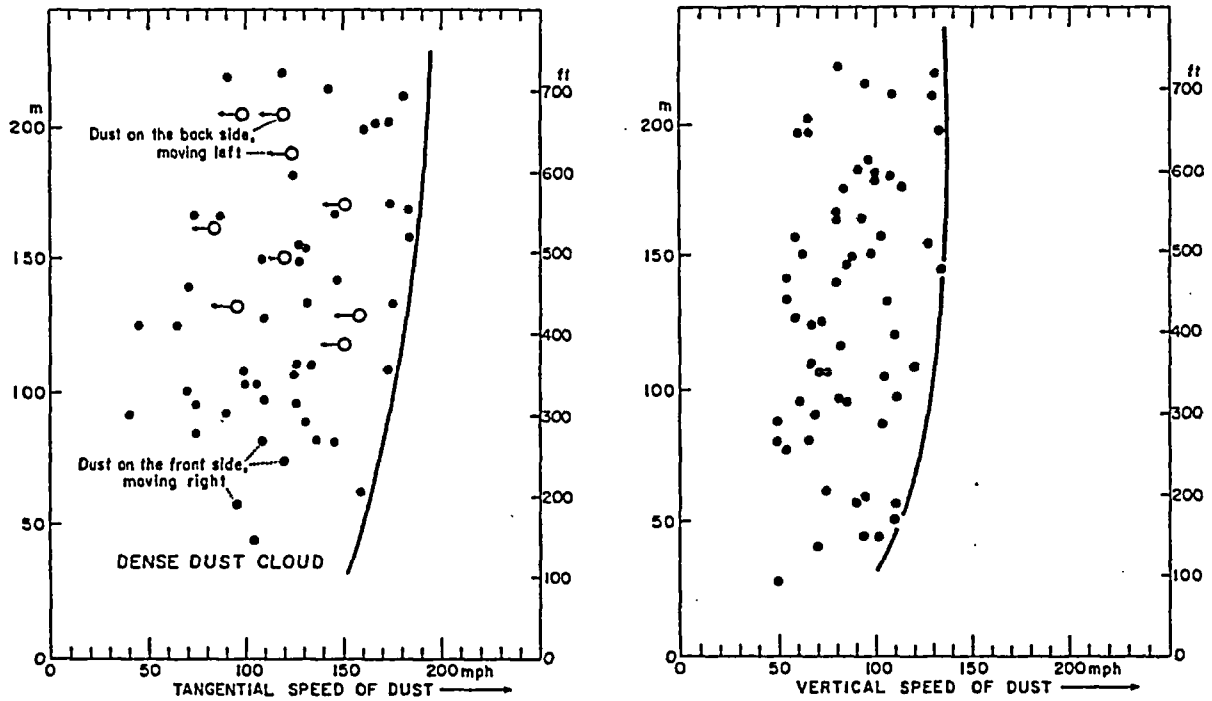 m
200
150
100
50
0
ft
700
600
500
400
300
200
100
0
Dust on the back side,
moving left
Dust on the front side,
moving right
DENSE DUST CLOUD
0 50 100 150 200 mph
TANGENTIAL SPEED OF DUST
m
200
150
100
50
0
ft
700
600
500
400
300
200
100
0
0 50 100 150 200 mph
VERTICAL SPEED OF DUST